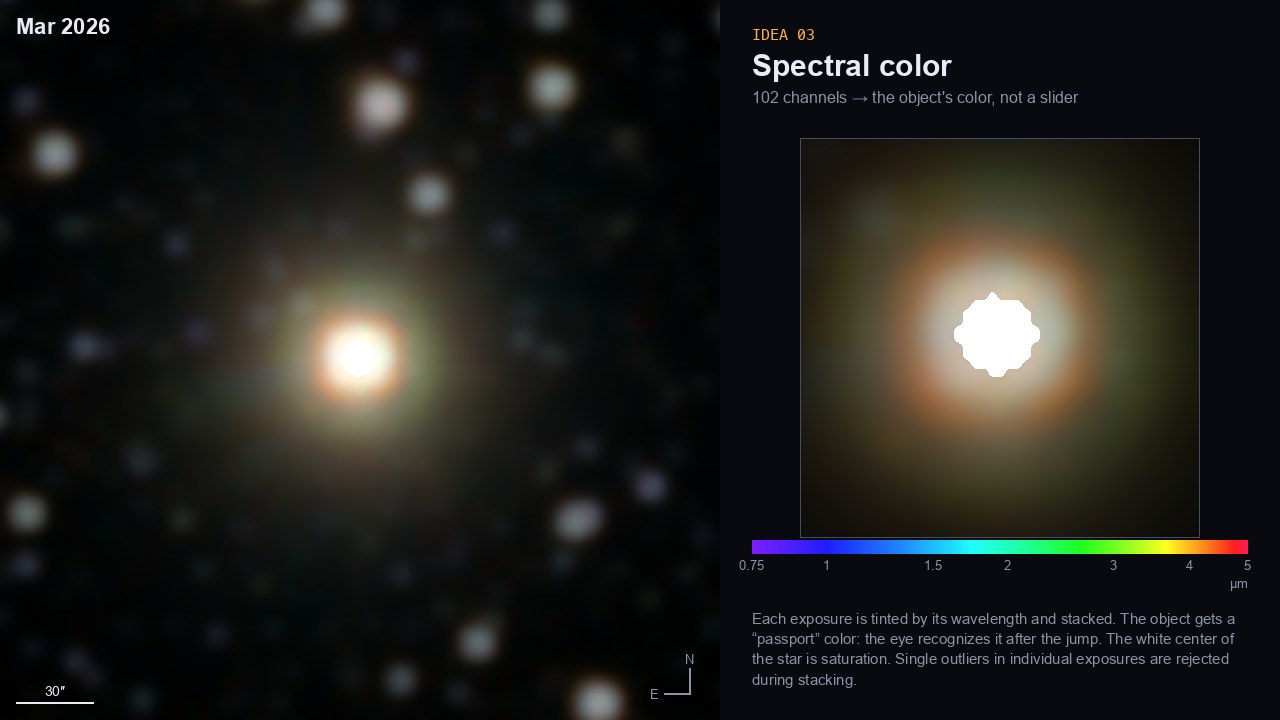 Mar 2026
IDEA 03
Spectral color
102 channels → the object's color, not a slider
0.75 1 1.5 2 3 4 5
µm
Each exposure is tinted by its wavelength and stacked. The object gets a
“passport” color: the eye recognizes it after the jump. The white center of
the star is saturation. Single outliers in individual exposures are rejected
during stacking.
N
E
30″